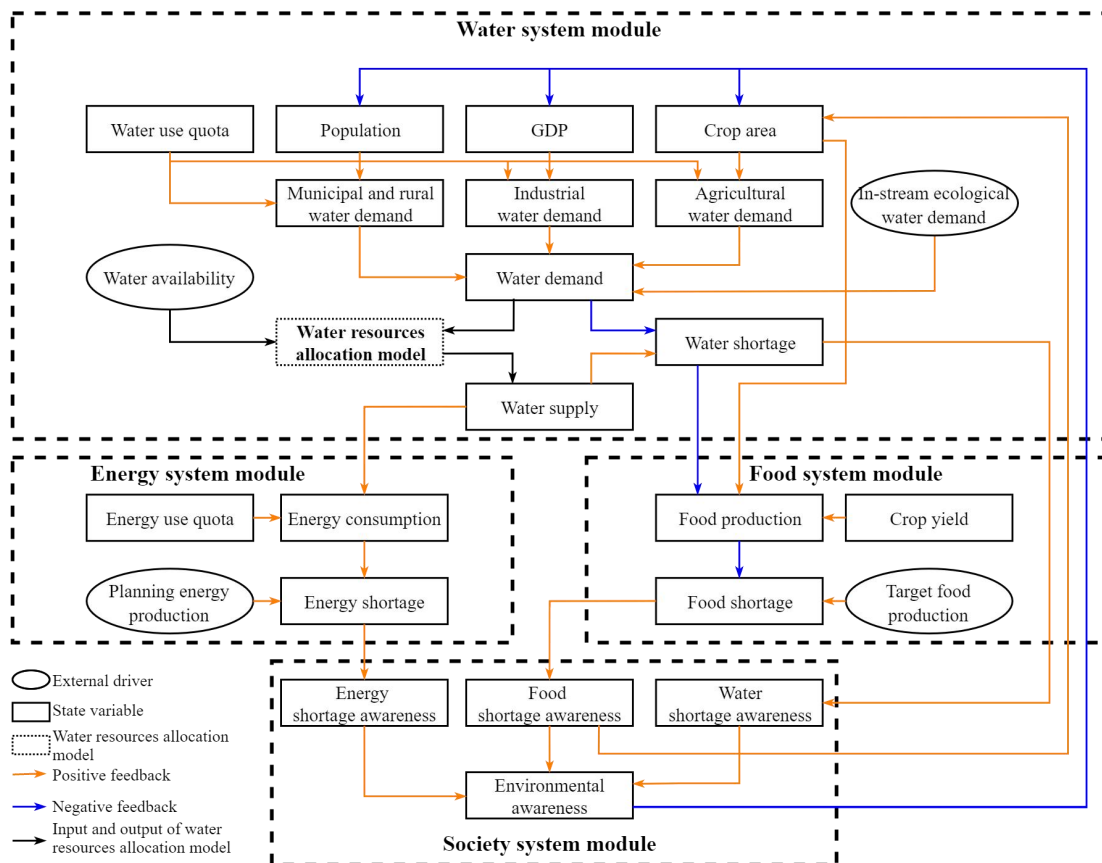 Water system module
Water use quota
Population
GDP
Crop area
Municipal and rural
water demand
Industrial
water demand
Agricultural
water demand
In-stream ecological
water demand
Water availability
Water demand
Water resources
allocation model
Water shortage
Water supply
Energy system module
Food system module
Energy use quota
Energy consumption
Food production
Crop yield
Planning energy
production
Energy shortage
Food shortage
Target food
production
External driver
State variable
Water resources allocation
model
Positive feedback
Negative feedback
Input and output of water
resources allocation model
Energy
shortage awareness
Food
shortage awareness
Water
shortage awareness
Environmental
awareness
Society system module